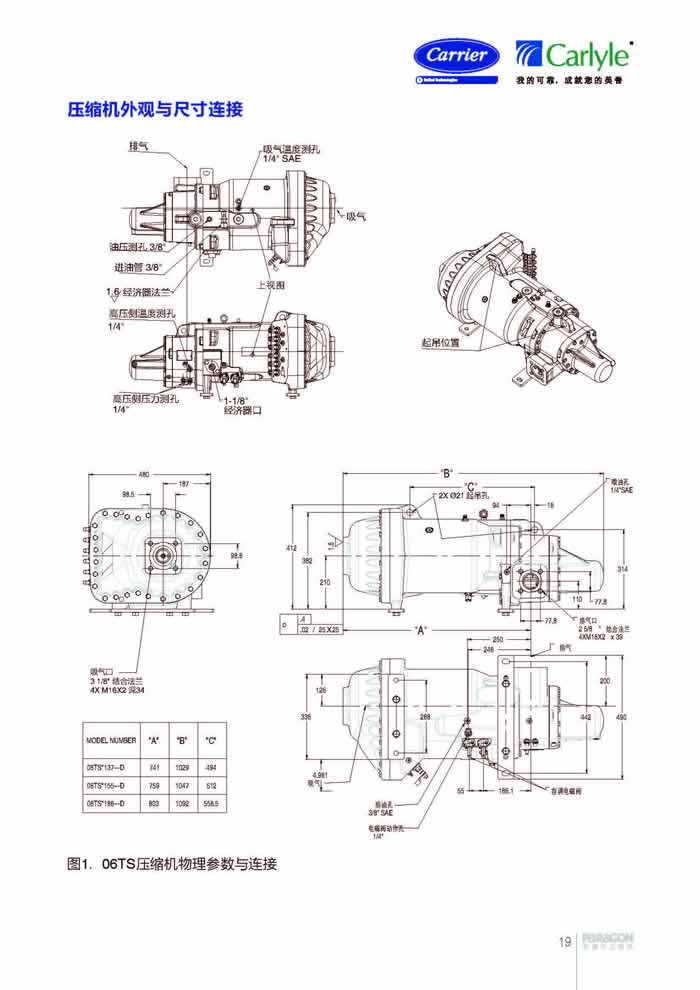 Carrier
Carlyle
我的可靠，成就您的美誉
压缩机外观与尺寸连接
排气
吸气温度测孔
1/4" SAE
吸气
油压测孔 3/8"
进油管 3/8"
1.6 经济器法兰
上视图
高压侧温度测孔
1/4"
起吊位置
高压侧压力测孔
1/4"
1-1/8"
经济器口
480
187
98.5
98.8
"B"
"C"
2X Ø21 起吊孔
94
18
吸油孔
1/4"SAE
412
382
210
1.6
314
110
77.8
77.8
D
A
.02 / .25X25
"A"
排气口
2 5/8 " 结合法兰
4XM16X2 x 39
吸气口
3 1/8" 结合法兰
4X M16X2 深34
250
248
排气
200
126
336
268
442
490
4.981
吸气
55
189.1
容调电磁阀
排油孔
3/8" SAE
电磁阀动作孔
1/4"
MODEL NUMBER "A" "B" "C"
06TS*137---D 741 1029 494
06TS*155---D 759 1047 512
06TS*186---D 803 1092 556.5
图1. 06TS压缩机物理参数与连接
19
PARAGON